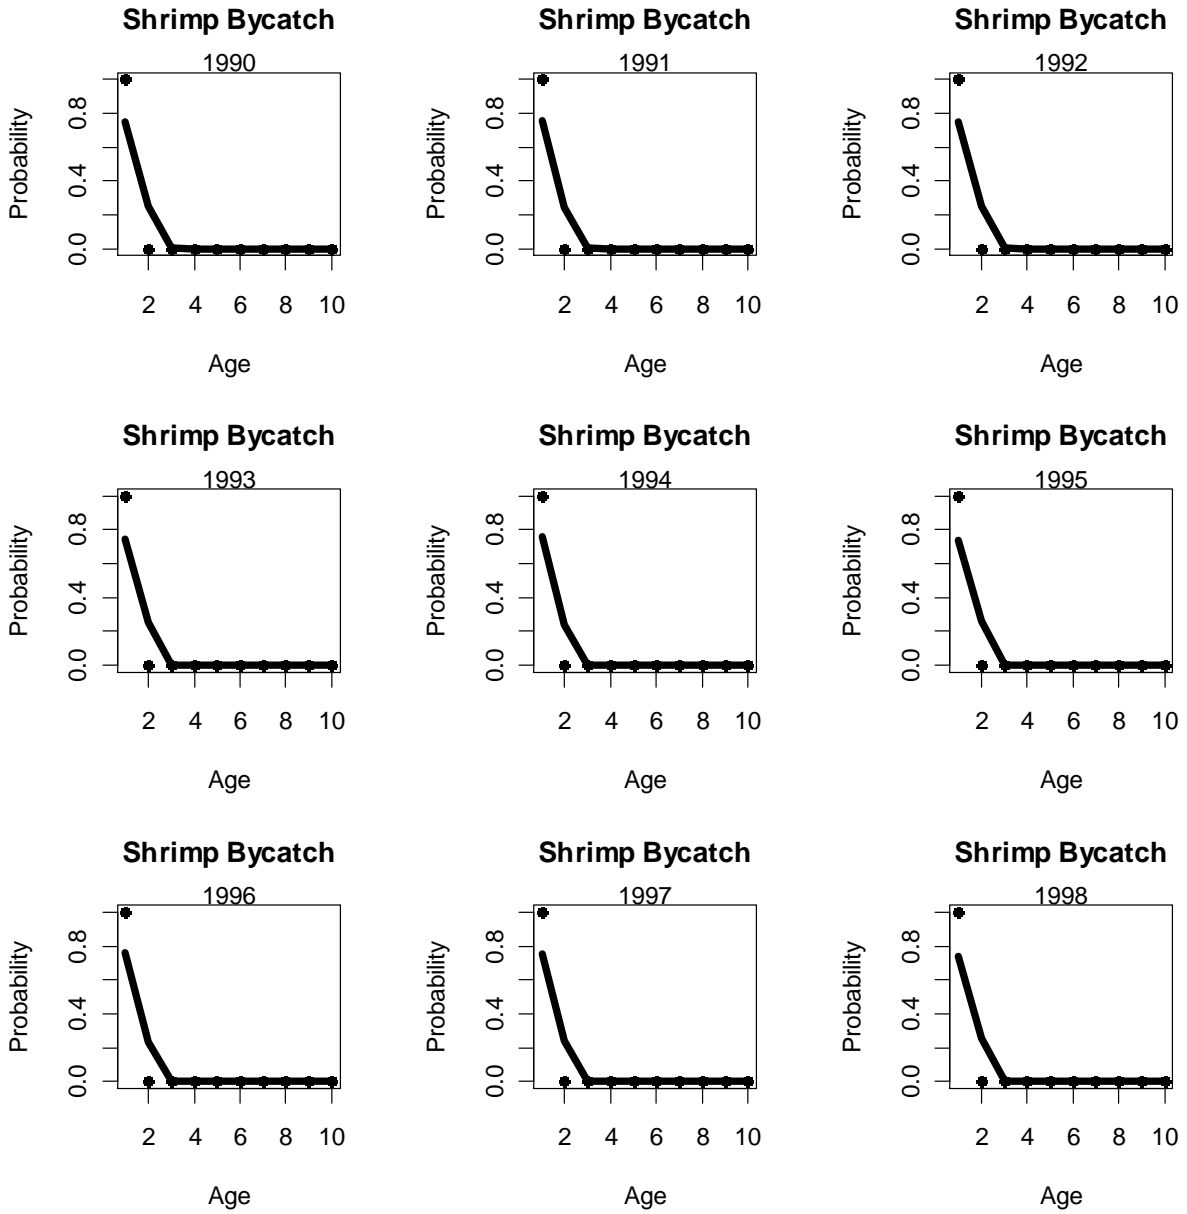 Shrimp Bycatch Shrimp Bycatch Shrimp Bycatch
1990 1991 1992
Probability Probability Probability
0.8 0.8 0.8
0.4 0.4 0.4
0.0 0.0 0.0
2 4 6 8 10 2 4 6 8 10 2 4 6 8 10
Age Age Age
Shrimp Bycatch Shrimp Bycatch Shrimp Bycatch
1993 1994 1995
Probability Probability Probability
0.8 0.8 0.8
0.4 0.4 0.4
0.0 0.0 0.0
2 4 6 8 10 2 4 6 8 10 2 4 6 8 10
Age Age Age
Shrimp Bycatch Shrimp Bycatch Shrimp Bycatch
1996 1997 1998
Probability Probability Probability
0.8 0.8 0.8
0.4 0.4 0.4
0.0 0.0 0.0
2 4 6 8 10 2 4 6 8 10 2 4 6 8 10
Age Age Age